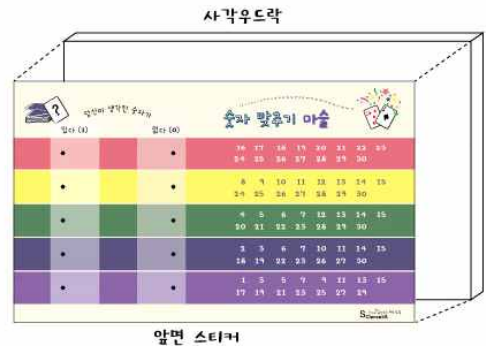 사각우드락
당신이 생각한 숫자가
있다 (1) 없다 (0)
숫자 맞추기 마술
16 17 18 19 20 21 22 23
24 25 26 27 28 29 30
8 9 10 11 12 13 14 15
24 25 26 27 28 29 30
4 5 6 7 12 13 14 15
20 21 22 23 28 29 30
2 3 6 7 10 11 14 15
18 19 22 23 26 27 30
1 3 5 7 9 11 13 15
17 19 21 23 25 27 29
앞면 스티커